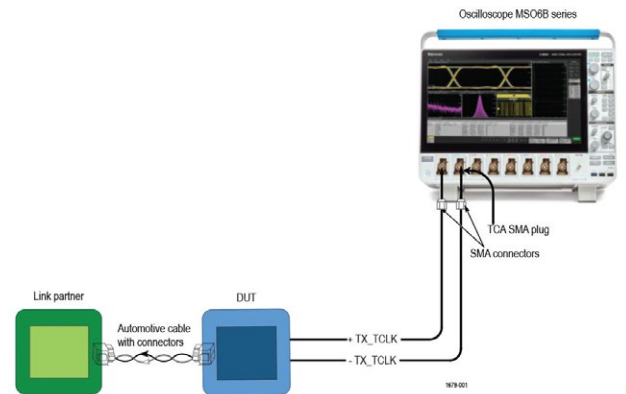 Oscilloscope MSO6B series
TCA SMA plug
SMA connectors
Link partner
DUT
Automotive cable
with connectors
+ TX_TCLK
- TX_TCLK
1679-001